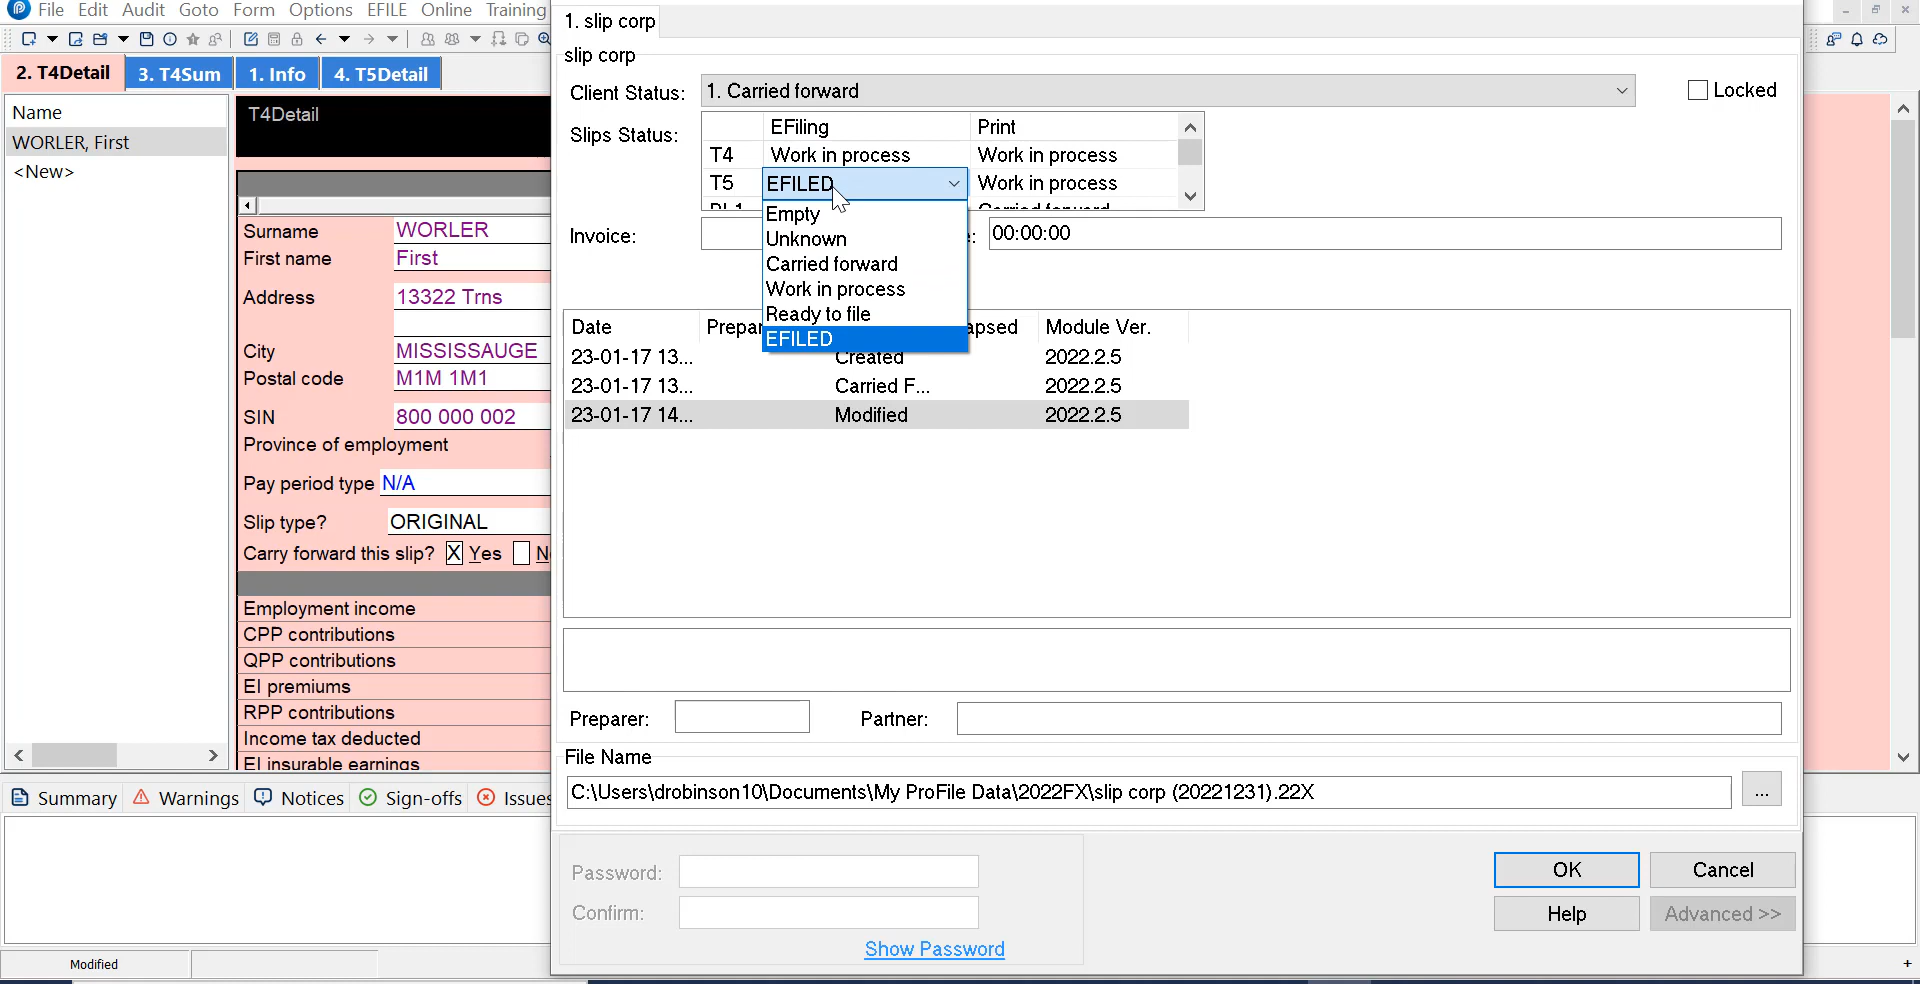 File Edit Audit Goto Form Options EFILE Online Training
2. T4Detail 3. T4Sum 1. Info 4. T5Detail
Name
WORLER, First
<New>
T4Detail
Surname WORLER
First name First
Address 13322 Trns
City MISSISSAUGE
Postal code M1M 1M1
SIN 800 000 002
Province of employment
Pay period type N/A
Slip type? ORIGINAL
Carry forward this slip? X Yes
Employment income
CPP contributions
QPP contributions
EI premiums
RPP contributions
Income tax deducted
EI insurable earnings
Summary Warnings Notices Sign-offs Issues
Modified
1. slip corp
slip corp
Client Status: 1. Carried forward Locked
Slips Status: EFiling Print
T4 Work in process Work in process
T5 EFILED Work in process
Empty
Unknown
Carried forward
Work in process
Ready to file
EFILED
Invoice: 00:00:00
Date Module Ver.
23-01-17 13... Created 2022.2.5
23-01-17 13... Carried F... 2022.2.5
23-01-17 14... Modified 2022.2.5
Preparer: Partner:
File Name
C:\Users\drobinson10\Documents\My ProFile Data\2022FX\slip corp (20221231).22X ...
Password:
Confirm:
Show Password
OK Cancel
Help Advanced >>